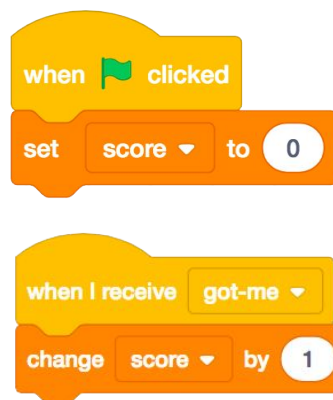 when clicked
set score to 0
when I receive got-me
change score by 1